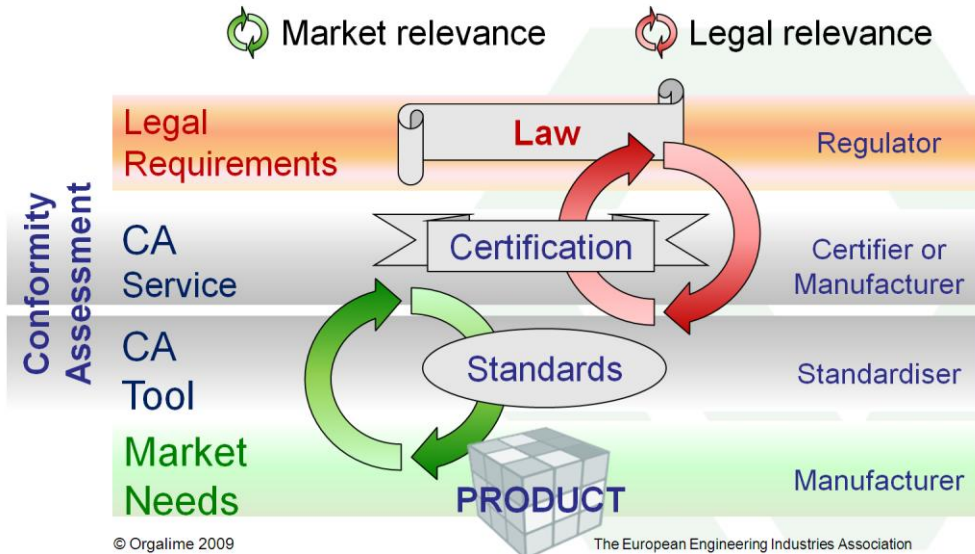 Market relevance
Legal relevance
Legal
Requirements
Law
Regulator
Conformity
Assessment
CA
Service
Certification
Certifier or
Manufacturer
CA
Tool
Standards
Standardiser
Market
Needs
PRODUCT
Manufacturer
© Orgalime 2009
The European Engineering Industries Association